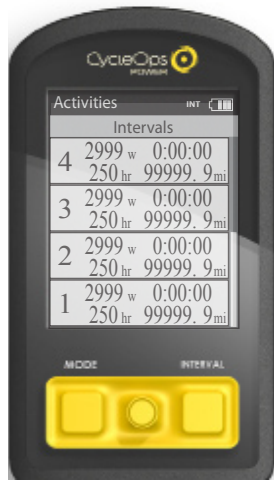 CycleOps
POWER
Activities INT
Intervals
4 2999 w 0:00:00
250 hr 99999. 9mi
3 2999 w 0:00:00
250 hr 99999. 9mi
2 2999 w 0:00:00
250 hr 99999. 9mi
1 2999 w 0:00:00
250 hr 99999. 9mi
MODE INTERVAL